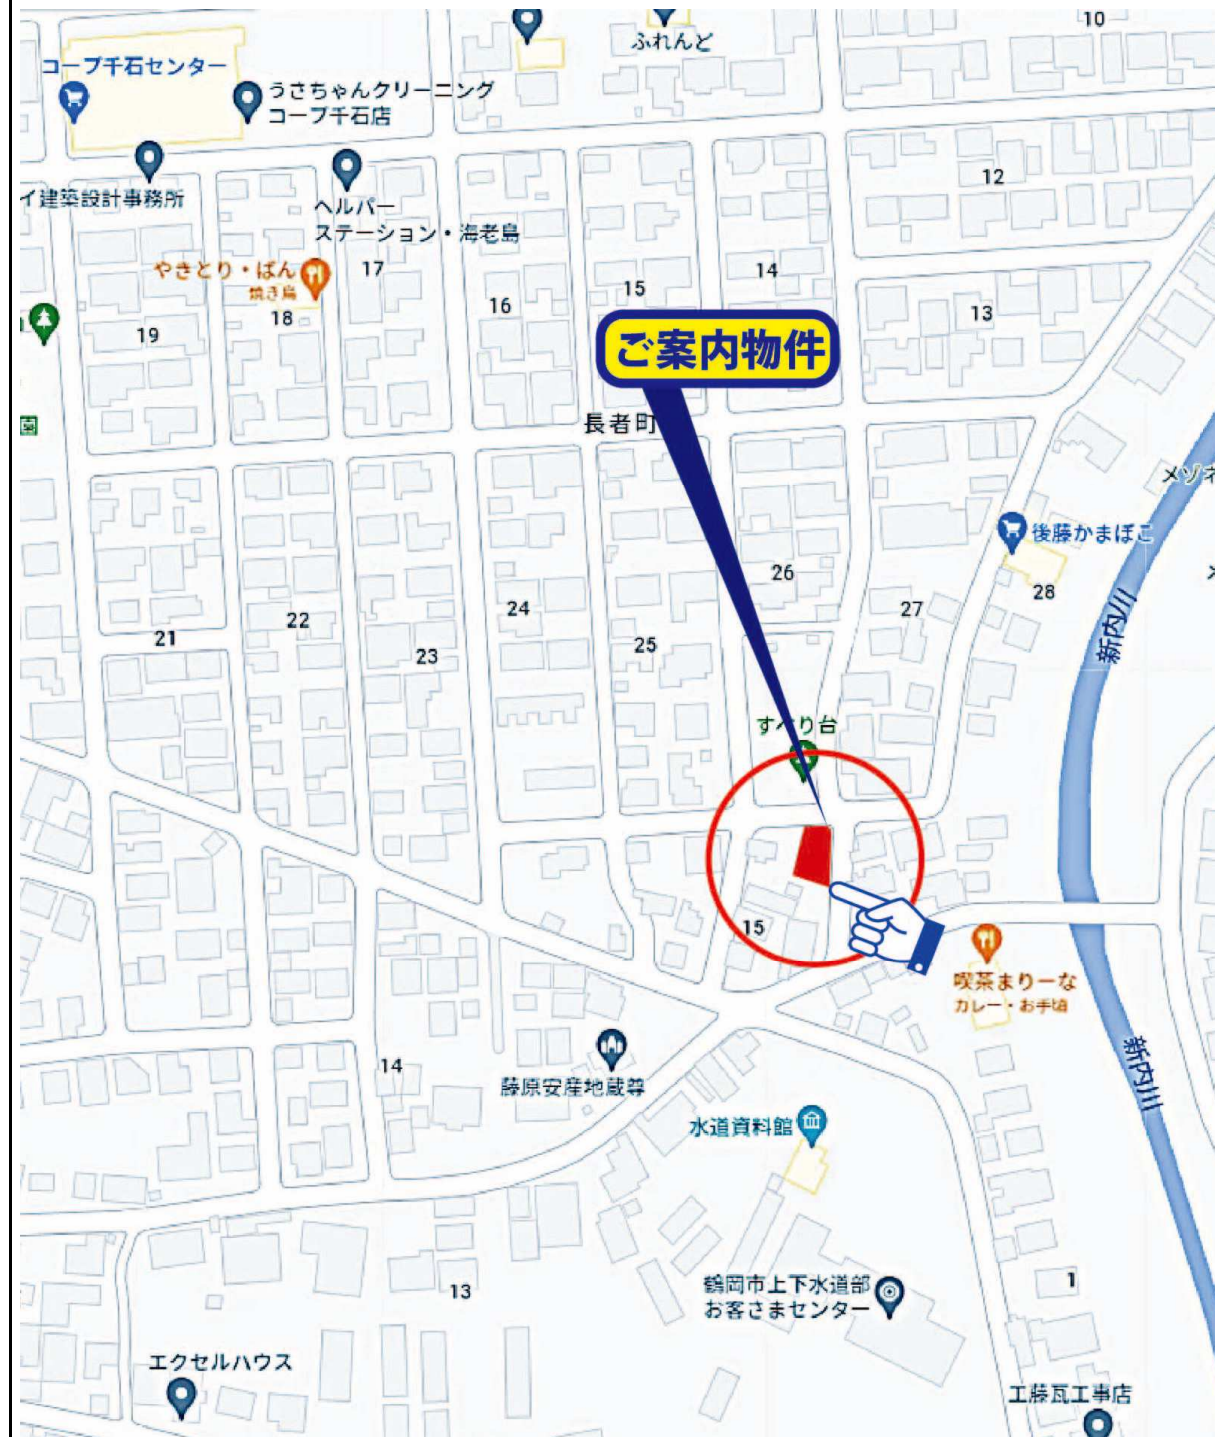 10
ふれんど
コープ千石センター
うさちゃんクリーニング
コープ千石店
イ建築設計事務所
ヘルパー
ステーション・海老島
12
やきとり・ばん
焼き鳥
17
14
15
16
18
19
13
ご案内物件
長者町
園
メゾネ
後藤かまぼこ
26
28
27
24
22
21
25
23
新内川
すべり台
15
喫茶まりーな
カレー・お手頃
新内川
14
藤原安産地蔵尊
水道資料館
13
鶴岡市上下水道部
お客さまセンター
1
エクセルハウス
工藤瓦工事店